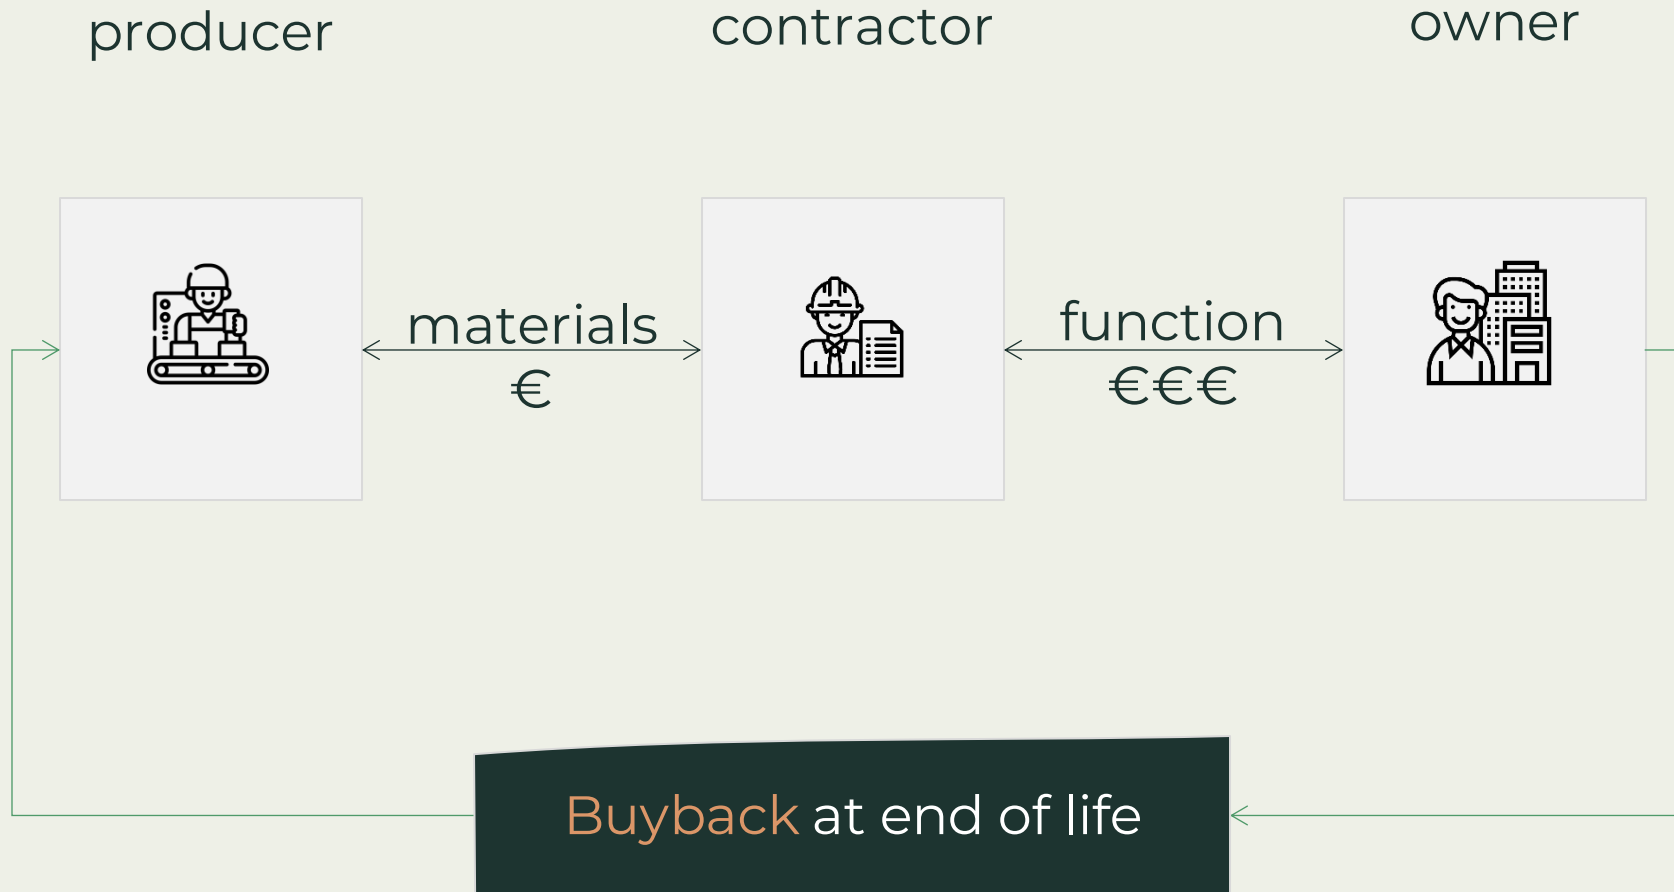 producer
contractor
owner
materials
€
function
€€€
Buyback at end of life